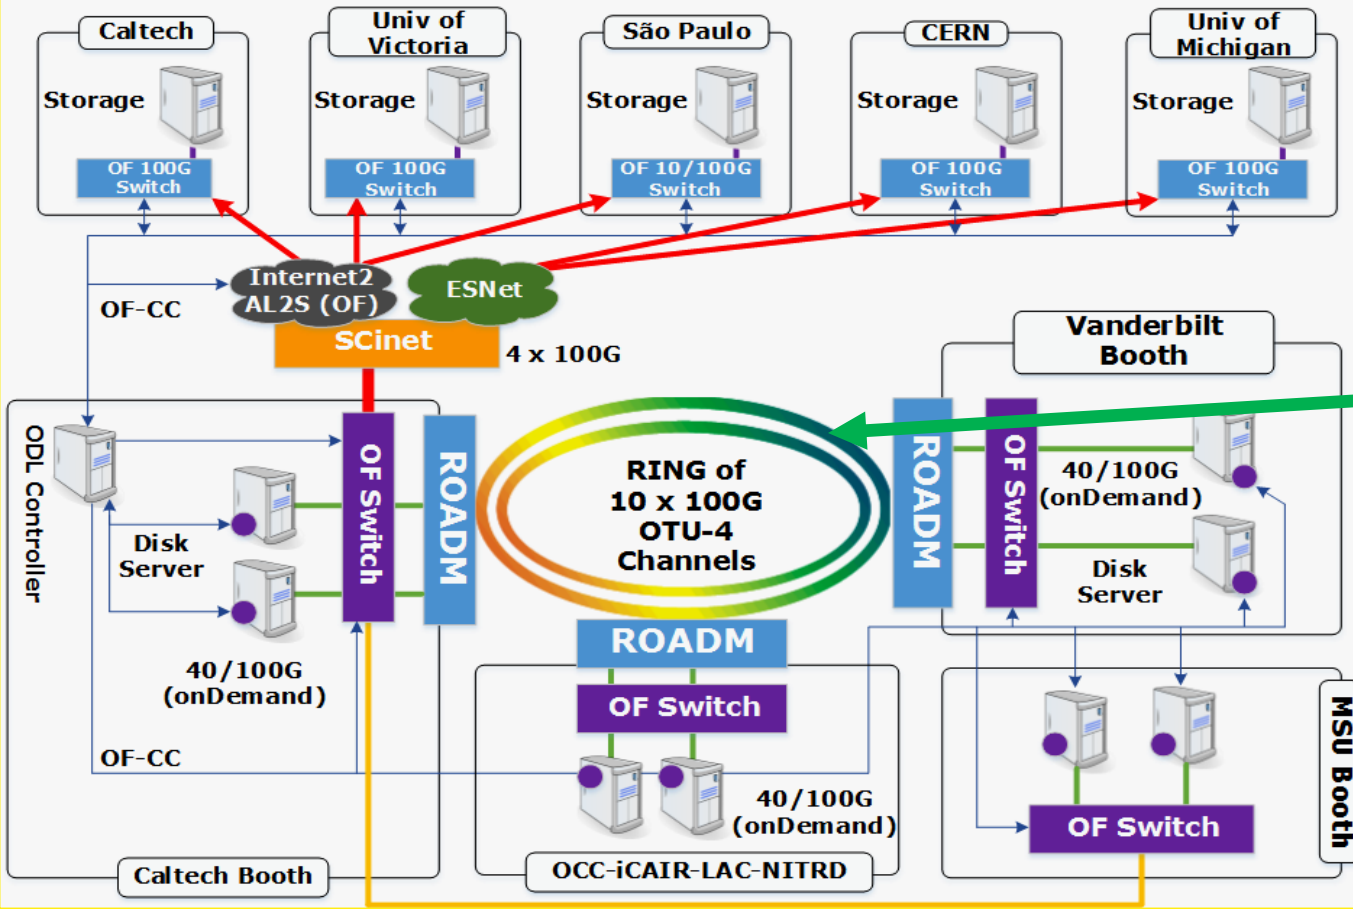 Caltech
Univ of
Victoria
São Paulo
CERN
Univ of
Michigan
Storage
Storage
Storage
Storage
Storage
OF 100G
Switch
OF 100G
Switch
OF 10/100G
Switch
OF 100G
Switch
OF 100G
Switch
Internet2
AL2S (OF)
ESNet
OF-CC
SCinet
4 x 100G
Vanderbilt
Booth
ODL Controller
OF Switch
ROADM
RING of
10 x 100G
OTU-4
Channels
ROADM
OF Switch
40/100G
(onDemand)
Disk
Server
Disk
Server
40/100G
(onDemand)
ROADM
OF Switch
OF-CC
40/100G
(onDemand)
MSU Booth
OF Switch
Caltech Booth
OCC-iCAIR-LAC-NITRD